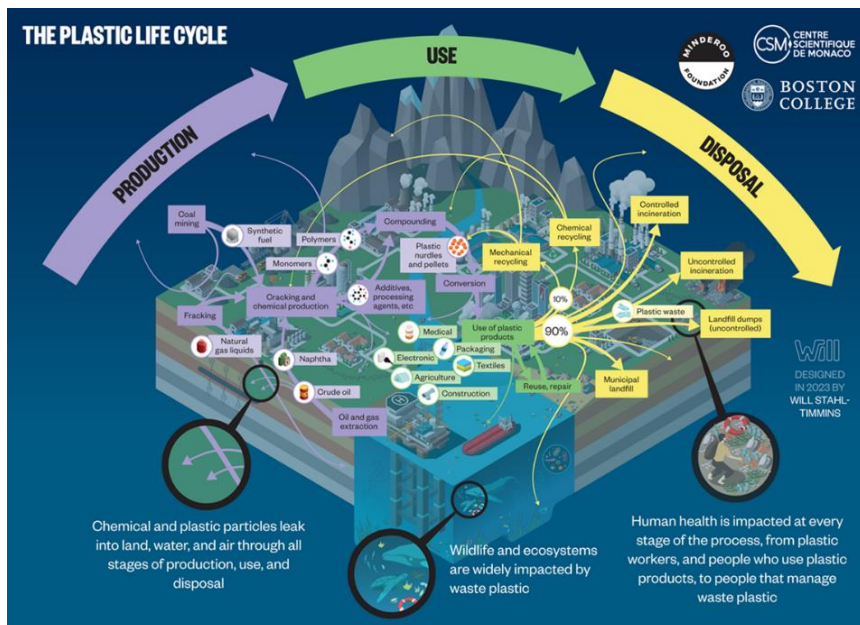 THE PLASTIC LIFE CYCLE
PRODUCTION
USE
DISPOSAL
MINDEROO
FOUNDATION
CSM
CENTRE
SCIENTIFIQUE
DE MONACO
BOSTON
COLLEGE
Coal
mining
Synthetic
fuel
Polymers
Monomers
Compounding
Plastic
nurdles
and pellets
Mechanical
recycling
Chemical
recycling
Controlled
incineration
Uncontrolled
incineration
Fracking
Cracking and
chemical production
Additives,
processing
agents, etc
Conversion
10%
90%
Plastic waste
Landfill dumps
(uncontrolled)
Natural
gas liquids
Naphtha
Crude oil
Oil and gas
extraction
Medical
Packaging
Electronic
Textiles
Agriculture
Construction
Use of plastic
products
Reuse, repair
Municipal
landfill
Will
DESIGNED
IN 2023 BY
WILL STAHL-
TIMMINS
Chemical and plastic particles leak
into land, water, and air through all
stages of production, use, and
disposal
Wildlife and ecosystems
are widely impacted by
waste plastic
Human health is impacted at every
stage of the process, from plastic
workers, and people who use plastic
products, to people that manage
waste plastic